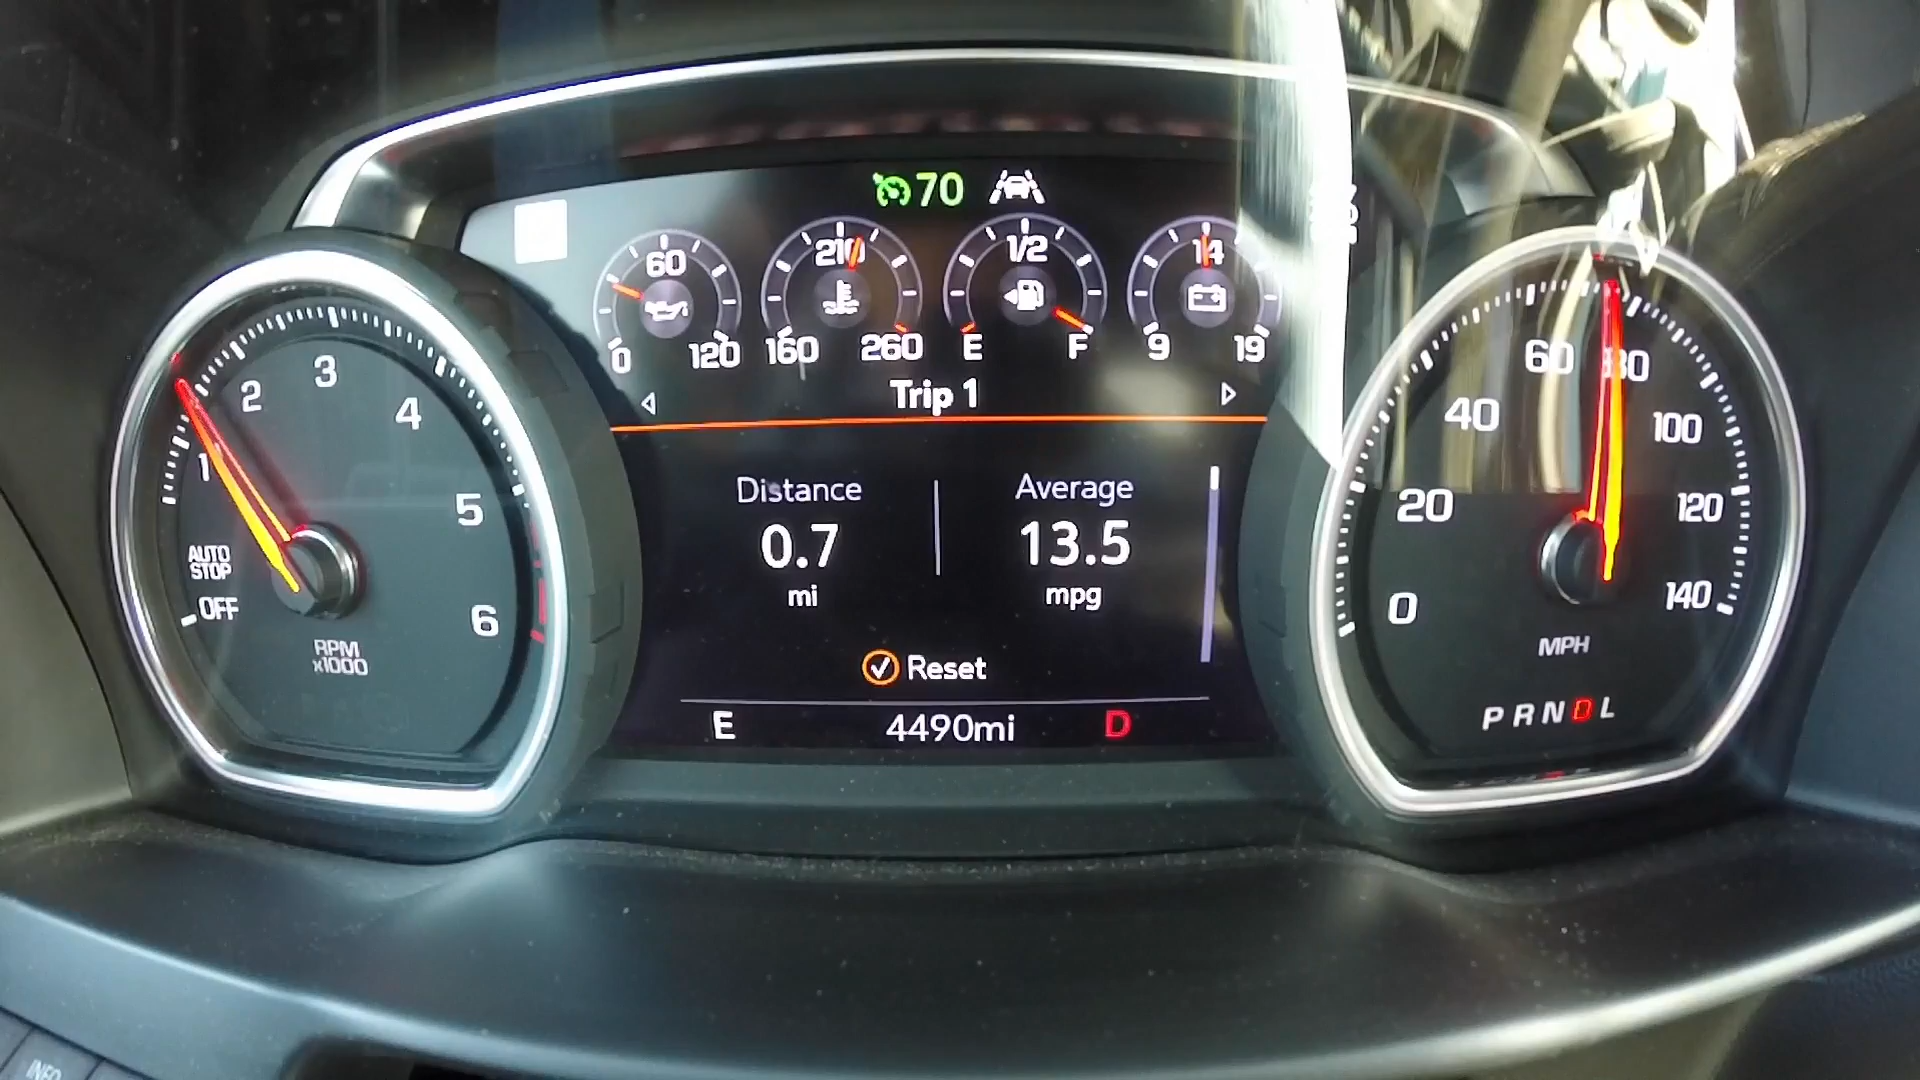 70
60
210
1/2
14
0
120
160
260
E
F
9
19
Trip 1
Distance
0.7
mi
Average
13.5
mpg
Reset
E
4490mi
D
1
2
3
4
5
6
AUTO
STOP
OFF
RPM
x1000
0
20
40
60
80
100
120
140
MPH
P R N D L
INFO